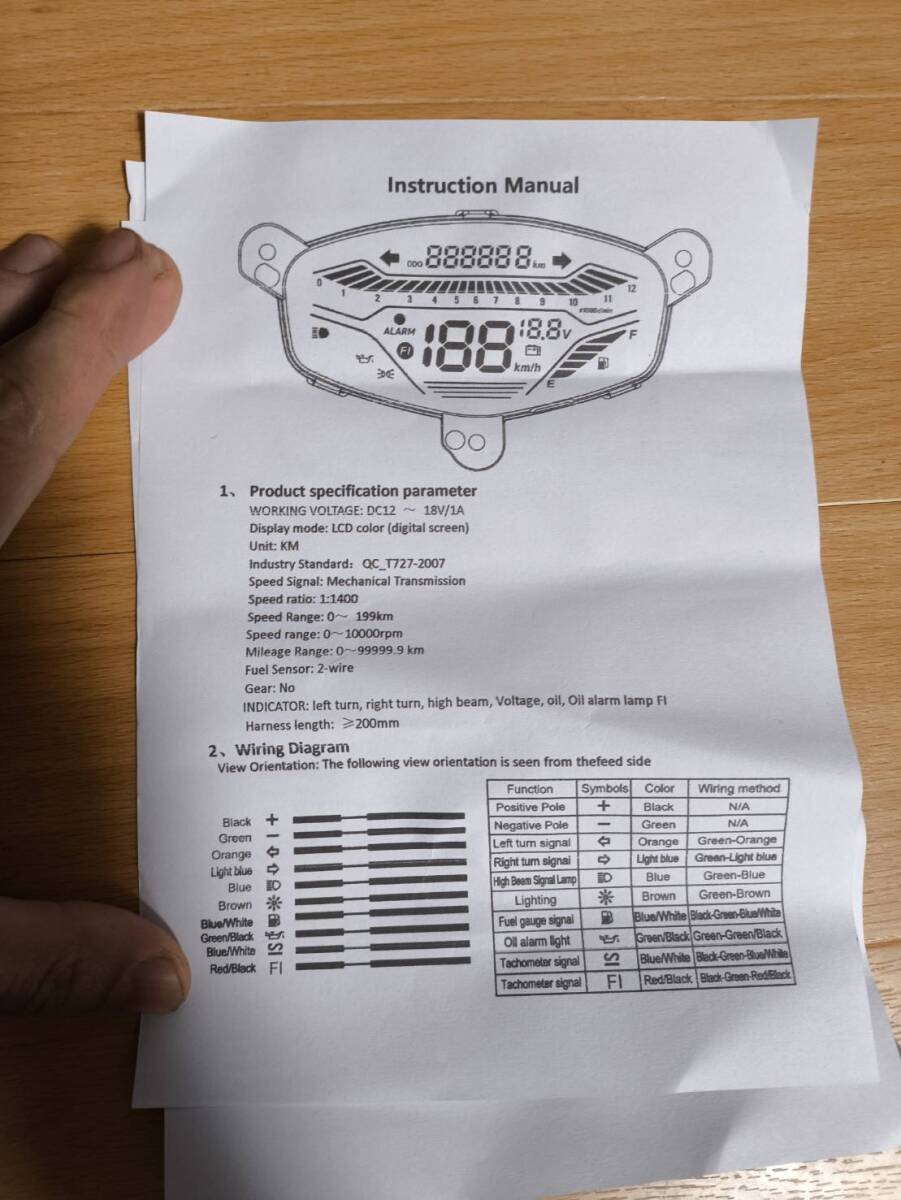 Instruction Manual
ODO 888888 km
0 1 2 3 4 5 6 7 8 9 10 11 12
ALARM
FI
188 km/h
18.8V
F
E
1、 Product specification parameter
WORKING VOLTAGE: DC12 ～ 18V/1A
Display mode: LCD color (digital screen)
Unit: KM
Industry Standard： QC_T727-2007
Speed Signal: Mechanical Transmission
Speed ratio: 1:1400
Speed Range: 0～ 199km
Speed range: 0～10000rpm
Mileage Range: 0～99999.9 km
Fuel Sensor: 2-wire
Gear: No
INDICATOR: left turn, right turn, high beam, Voltage, oil, Oil alarm lamp FI
Harness length: ≥200mm
2、Wiring Diagram
View Orientation: The following view orientation is seen from thefeed side
Black +
Green −
Orange
Light blue
Blue
Brown
Blue/White
Green/Black
Blue/White
Red/Black FI
Function Symbols Color Wiring method
Positive Pole + Black N/A
Negative Pole − Green N/A
Left turn signal Orange Green-Orange
Right turn signal Light blue Green-Light blue
High Beam Signal Lamp Blue Green-Blue
Lighting Brown Green-Brown
Fuel gauge signal Blue/White Black-Green-Blue/White
Oil alarm light Green/Black Green-Green/Black
Tachometer signal Blue/White Black-Green-Blue/White
Tachometer signal FI Red/Black Black-Green-Red/Black